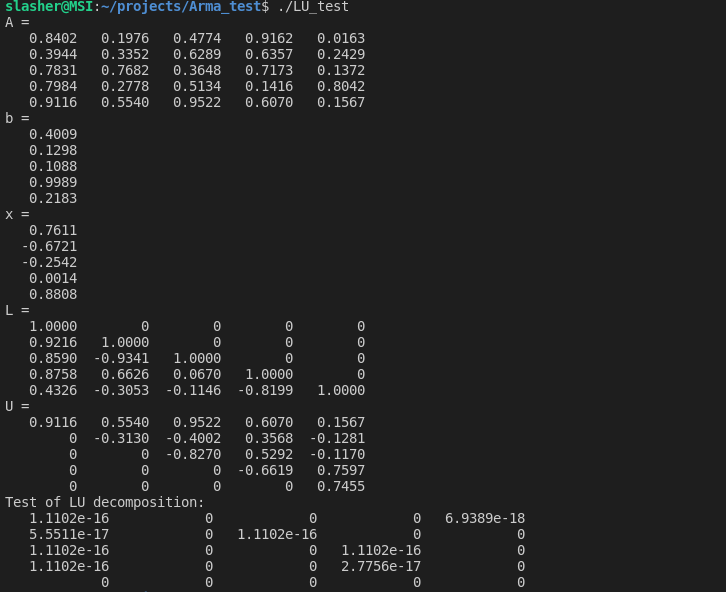 slasher@MSI:~/projects/Arma_test$ ./LU_test
A =
   0.8402   0.1976   0.4774   0.9162   0.0163
   0.3944   0.3352   0.6289   0.6357   0.2429
   0.7831   0.7682   0.3648   0.7173   0.1372
   0.7984   0.2778   0.5134   0.1416   0.8042
   0.9116   0.5540   0.9522   0.6070   0.1567
b =
   0.4009
   0.1298
   0.1088
   0.9989
   0.2183
x =
   0.7611
  -0.6721
  -0.2542
   0.0014
   0.8808
L =
   1.0000        0        0        0        0
   0.9216   1.0000        0        0        0
   0.8590  -0.9341   1.0000        0        0
   0.8758   0.6626   0.0670   1.0000        0
   0.4326  -0.3053  -0.1146  -0.8199   1.0000
U =
   0.9116   0.5540   0.9522   0.6070   0.1567
        0  -0.3130  -0.4002   0.3568  -0.1281
        0        0  -0.8270   0.5292  -0.1170
        0        0        0  -0.6619   0.7597
        0        0        0        0   0.7455
Test of LU decomposition:
   1.1102e-16            0            0            0   6.9389e-18
   5.5511e-17            0   1.1102e-16            0            0
   1.1102e-16            0            0   1.1102e-16            0
   1.1102e-16            0            0   2.7756e-17            0
            0            0            0            0            0